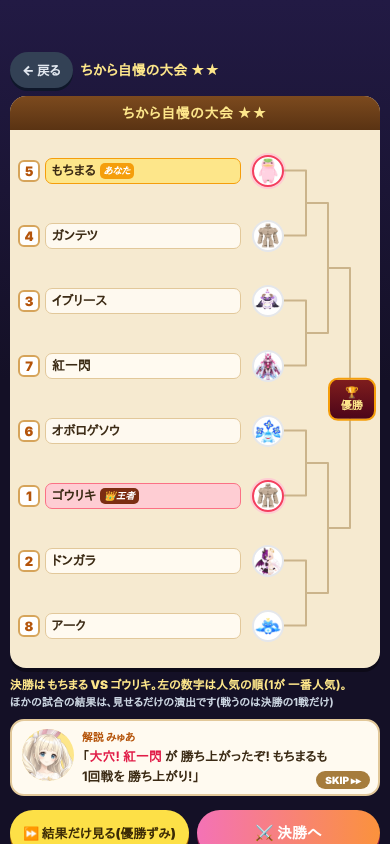 ← 戻る ちから自慢の大会 ★★
ちから自慢の大会 ★★
5 もちまる あなた
4 ガンテツ
3 イブリース
7 紅一閃
優勝
6 オボロゲソウ
1 ゴウリキ 👑王者
2 ドンガラ
8 アーク
決勝は もちまる VS ゴウリキ。左の数字は人気の順(1が 一番人気)。
ほかの試合の結果は、見せるだけの演出です(戦うのは決勝の1戦だけ)
解説 みゅあ
「大穴! 紅一閃 が 勝ち上がったぞ! もちまるも
1回戦を 勝ち上がり!」
SKIP ▸▸
⏩ 結果だけ見る(優勝ずみ)
⚔️ 決勝へ